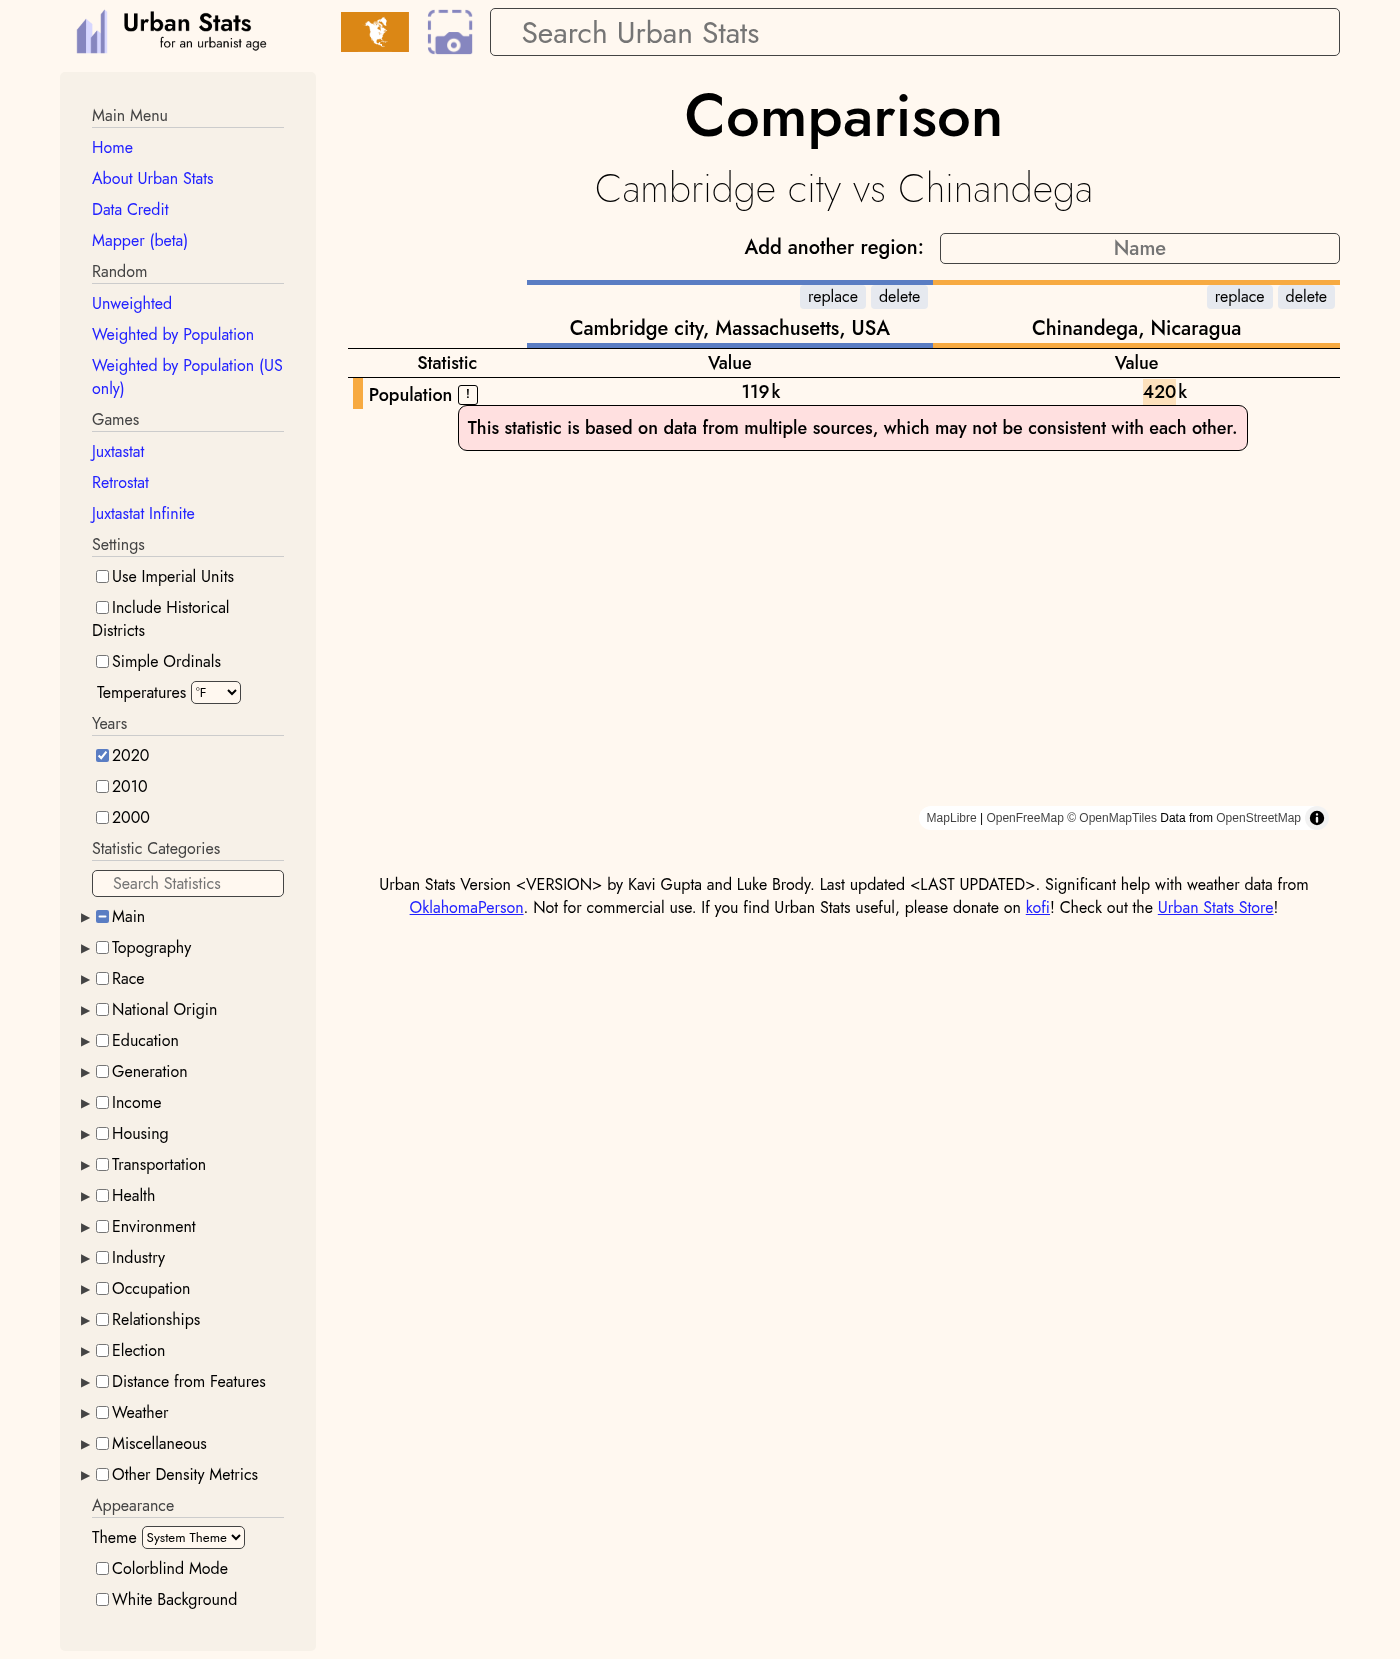 Urban Stats
for an urbanist age
Search Urban Stats
Main Menu
Home
About Urban Stats
Data Credit
Mapper (beta)
Random
Unweighted
Weighted by Population
Weighted by Population (US
only)
Games
Juxtastat
Retrostat
Juxtastat Infinite
Settings
Use Imperial Units
Include Historical
Districts
Simple Ordinals
Temperatures °F
Years
2020
2010
2000
Statistic Categories
Search Statistics
Main
Topography
Race
National Origin
Education
Generation
Income
Housing
Transportation
Health
Environment
Industry
Occupation
Relationships
Election
Distance from Features
Weather
Miscellaneous
Other Density Metrics
Appearance
Theme System Theme
Colorblind Mode
White Background
Comparison
Cambridge city vs Chinandega
Add another region: Name
replace delete replace delete
Cambridge city, Massachusetts, USA Chinandega, Nicaragua
Statistic Value Value
Population ! 119 k 420 k
This statistic is based on data from multiple sources, which may not be consistent with each other.
MapLibre | OpenFreeMap © OpenMapTiles Data from OpenStreetMap
Urban Stats Version <VERSION> by Kavi Gupta and Luke Brody. Last updated <LAST UPDATED>. Significant help with weather data from
OklahomaPerson. Not for commercial use. If you find Urban Stats useful, please donate on kofi! Check out the Urban Stats Store!